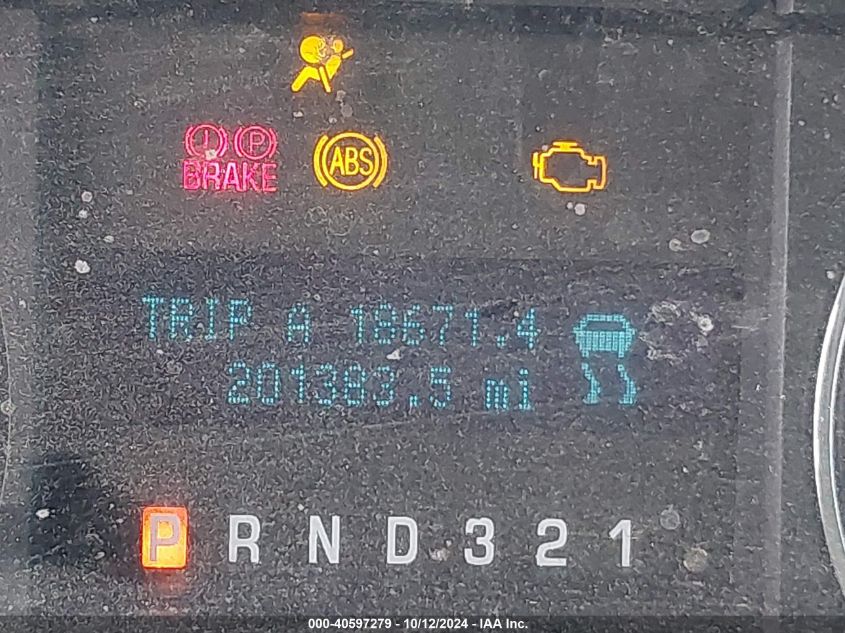 BRAKE
ABS
TRIP A 18671.4
201383.5 mi
P R N D 3 2 1
000-40597279 - 10/12/2024 - IAA Inc.